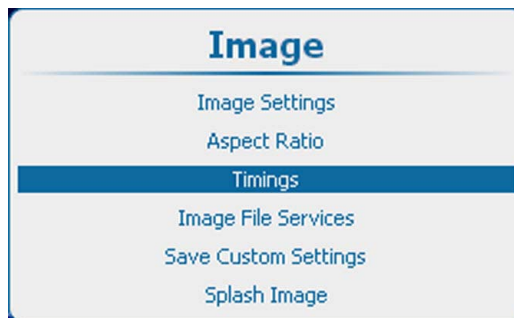 Image
Image Settings
Aspect Ratio
Timings
Image File Services
Save Custom Settings
Splash Image